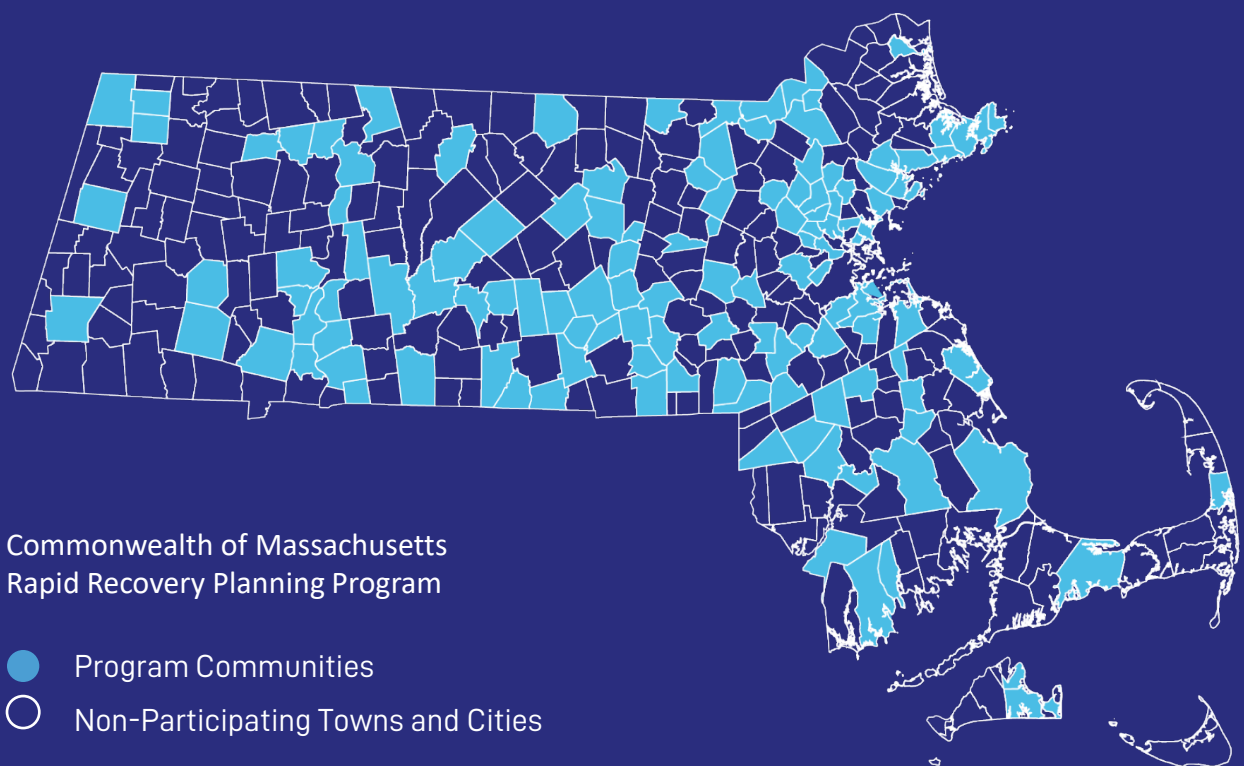 Commonwealth of Massachusetts
Rapid Recovery Planning Program
Program Communities
Non-Participating Towns and Cities